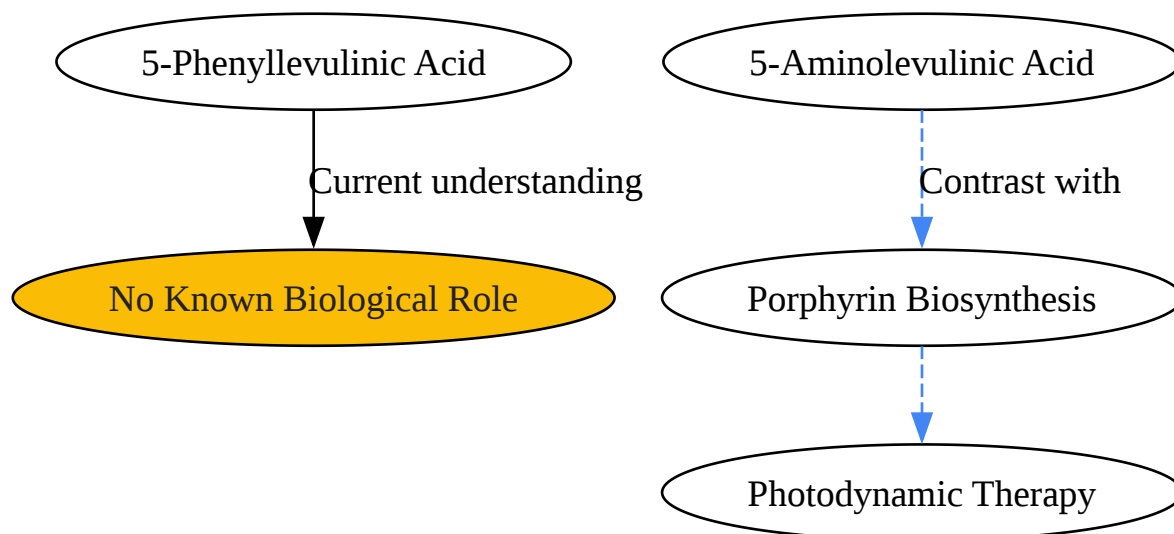 5-Phenyllevulinic Acid
5-Aminolevulinic Acid
Current understanding
Contrast with
No Known Biological Role
Porphyrin Biosynthesis
Photodynamic Therapy